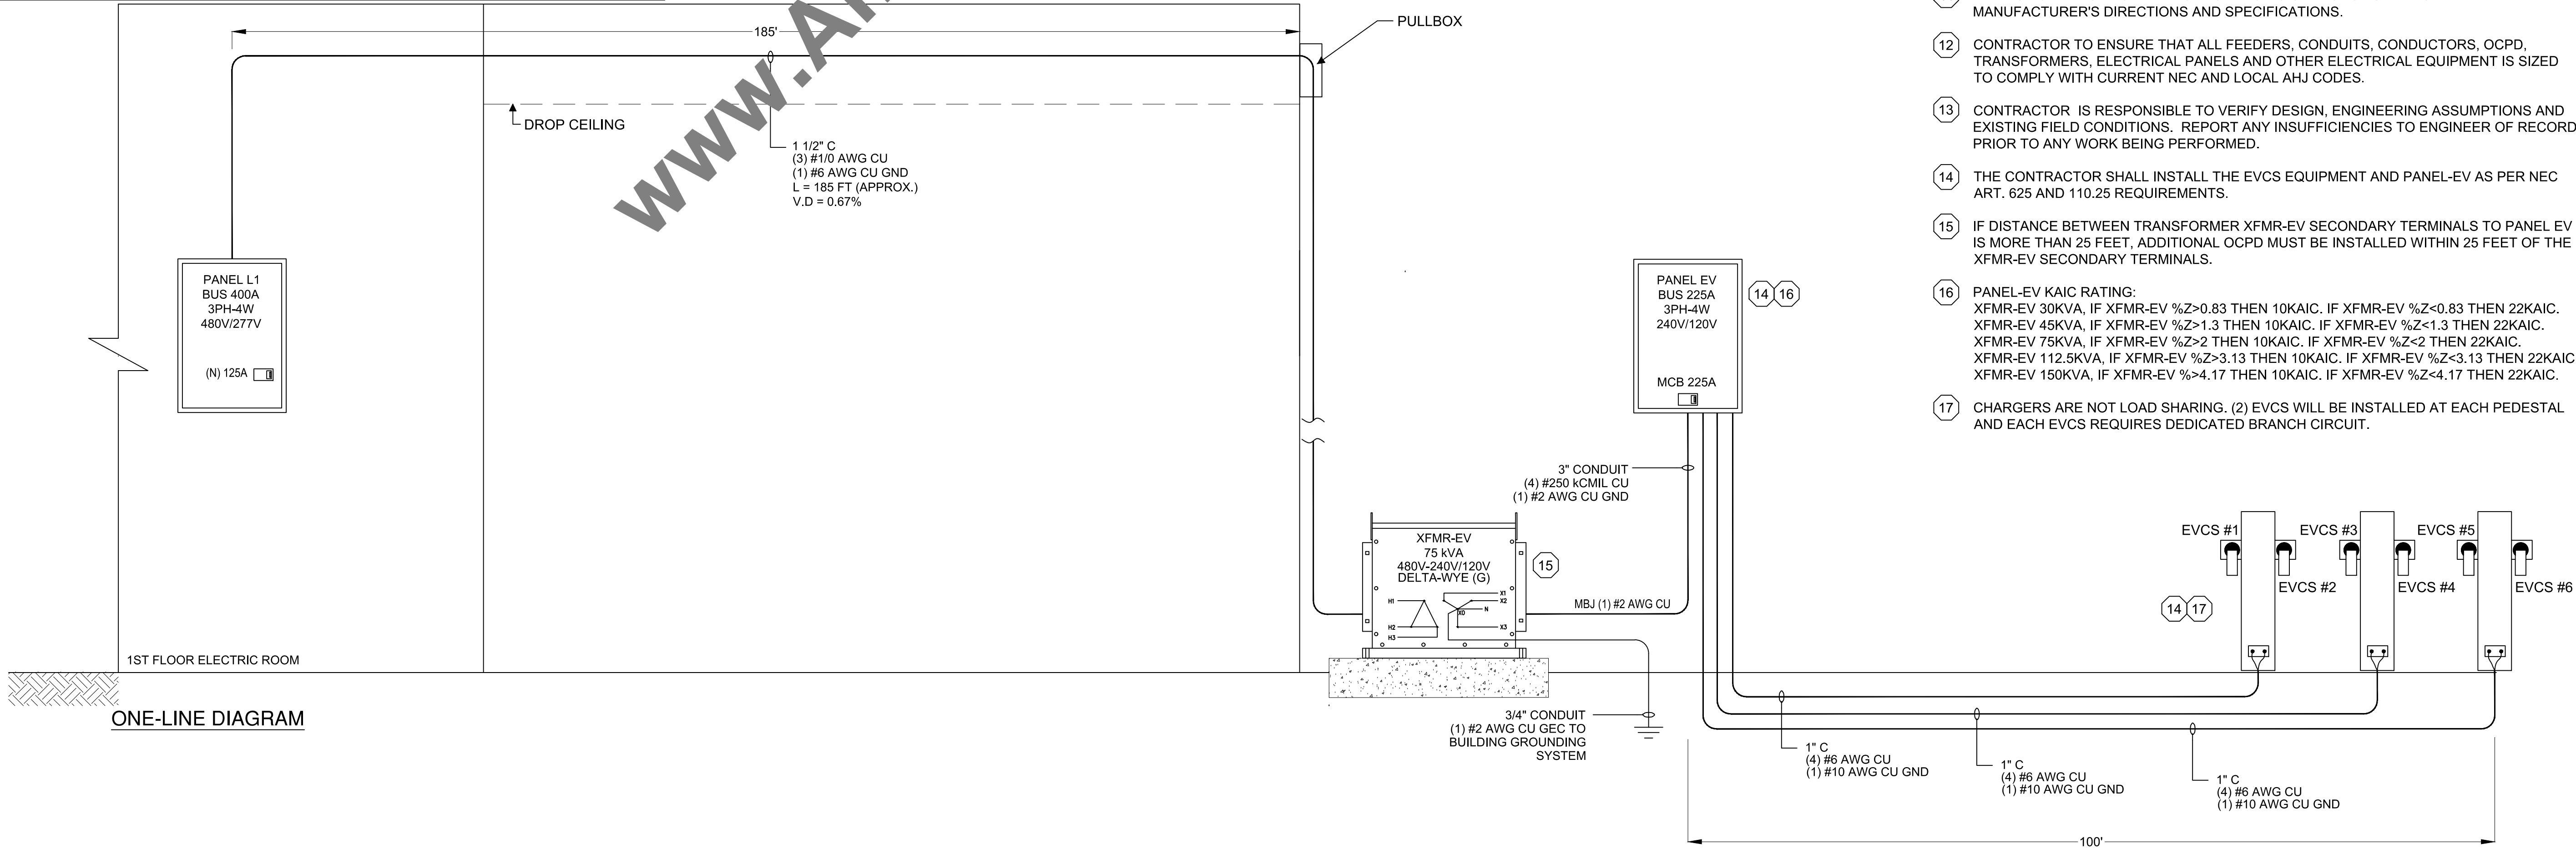 185'
PULLBOX
DROP CEILING
1 1/2" C
(3) #1/0 AWG CU
(1) #6 AWG CU GND
L = 185 FT (APPROX.)
V.D = 0.67%
PANEL L1
BUS 400A
3PH-4W
480V/277V
(N) 125A
1ST FLOOR ELECTRIC ROOM
ONE-LINE DIAGRAM
PANEL EV
BUS 225A
3PH-4W
240V/120V
MCB 225A
14 16
3" CONDUIT
(4) #250 kCMIL CU
(1) #2 AWG CU GND
XFMR-EV
75 kVA
480V-240V/120V
DELTA-WYE (G)
H1
H2
H3
X1
X2
N
X0
X3
15
MBJ (1) #2 AWG CU
3/4" CONDUIT
(1) #2 AWG CU GEC TO
BUILDING GROUNDING
SYSTEM
1" C
(4) #6 AWG CU
(1) #10 AWG CU GND
1" C
(4) #6 AWG CU
(1) #10 AWG CU GND
1" C
(4) #6 AWG CU
(1) #10 AWG CU GND
100'
EVCS #1
EVCS #2
EVCS #3
EVCS #4
EVCS #5
EVCS #6
14 17
MANUFACTURER'S DIRECTIONS AND SPECIFICATIONS.
12 CONTRACTOR TO ENSURE THAT ALL FEEDERS, CONDUITS, CONDUCTORS, OCPD,
TRANSFORMERS, ELECTRICAL PANELS AND OTHER ELECTRICAL EQUIPMENT IS SIZED
TO COMPLY WITH CURRENT NEC AND LOCAL AHJ CODES.
13 CONTRACTOR IS RESPONSIBLE TO VERIFY DESIGN, ENGINEERING ASSUMPTIONS AND
EXISTING FIELD CONDITIONS. REPORT ANY INSUFFICIENCIES TO ENGINEER OF RECORD
PRIOR TO ANY WORK BEING PERFORMED.
14 THE CONTRACTOR SHALL INSTALL THE EVCS EQUIPMENT AND PANEL-EV AS PER NEC
ART. 625 AND 110.25 REQUIREMENTS.
15 IF DISTANCE BETWEEN TRANSFORMER XFMR-EV SECONDARY TERMINALS TO PANEL EV
IS MORE THAN 25 FEET, ADDITIONAL OCPD MUST BE INSTALLED WITHIN 25 FEET OF THE
XFMR-EV SECONDARY TERMINALS.
16 PANEL-EV KAIC RATING:
XFMR-EV 30KVA, IF XFMR-EV %Z>0.83 THEN 10KAIC. IF XFMR-EV %Z<0.83 THEN 22KAIC.
XFMR-EV 45KVA, IF XFMR-EV %Z>1.3 THEN 10KAIC. IF XFMR-EV %Z<1.3 THEN 22KAIC.
XFMR-EV 75KVA, IF XFMR-EV %Z>2 THEN 10KAIC. IF XFMR-EV %Z<2 THEN 22KAIC.
XFMR-EV 112.5KVA, IF XFMR-EV %Z>3.13 THEN 10KAIC. IF XFMR-EV %Z<3.13 THEN 22KAIC
XFMR-EV 150KVA, IF XFMR-EV %>4.17 THEN 10KAIC. IF XFMR-EV %Z<4.17 THEN 22KAIC.
17 CHARGERS ARE NOT LOAD SHARING. (2) EVCS WILL BE INSTALLED AT EACH PEDESTAL
AND EACH EVCS REQUIRES DEDICATED BRANCH CIRCUIT.